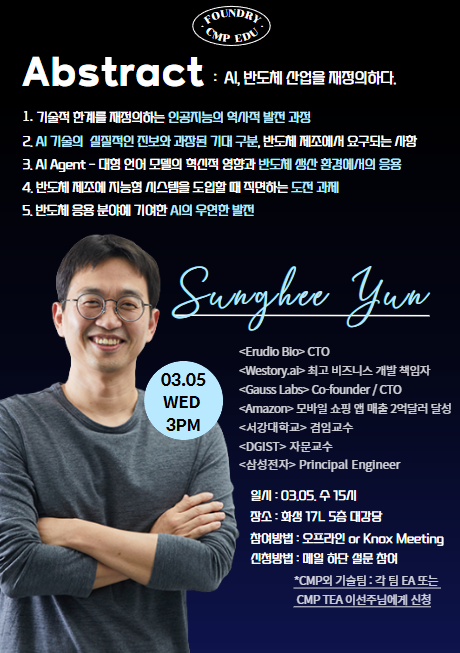 FOUNDRY
CMP EDU
Abstract : AI, 반도체 산업을 재정의하다.
1. 기술적 한계를 재정의하는 인공지능의 역사적 발전 과정
2. AI 기술의 실질적인 진보와 과장된 기대 구분, 반도체 제조에서 요구되는 사항
3. AI Agent - 대형 언어 모델의 혁신적 영향과 반도체 생산 환경에서의 응용
4. 반도체 제조에 지능형 시스템을 도입할 때 직면하는 도전 과제
5. 반도체 응용 분야에 기여한 AI의 우연한 발전
Sunghee Yun
<Erudio Bio> CTO
<Westory.ai> 최고 비즈니스 개발 책임자
<Gauss Labs> Co-founder / CTO
<Amazon> 모바일 쇼핑 앱 매출 2억달러 달성
<서강대학교> 겸임교수
<DGIST> 자문교수
<삼성전자> Principal Engineer
03.05
WED
3PM
일시 : 03.05. 수 15시
장소 : 화성 17L 5층 대강당
참여방법 : 오프라인 or Knox Meeting
신청방법 : 메일 하단 설문 참여
*CMP외 기술팀 : 각 팀 EA 또는
CMP TEA 이선주님에게 신청